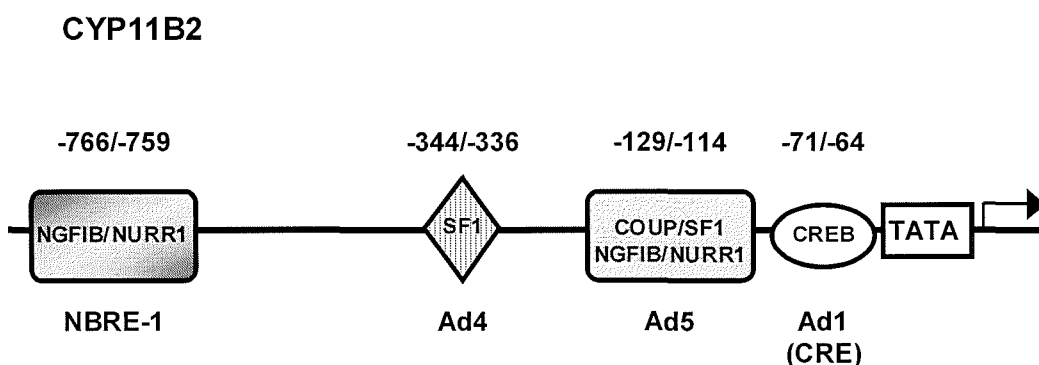 CYP11B2
-766/-759 -344/-336 -129/-114 -71/-64
NGFIB/NURR1 SF1 COUP/SF1 NGFIB/NURR1 CREB TATA
NBRE-1 Ad4 Ad5 Ad1
(CRE)